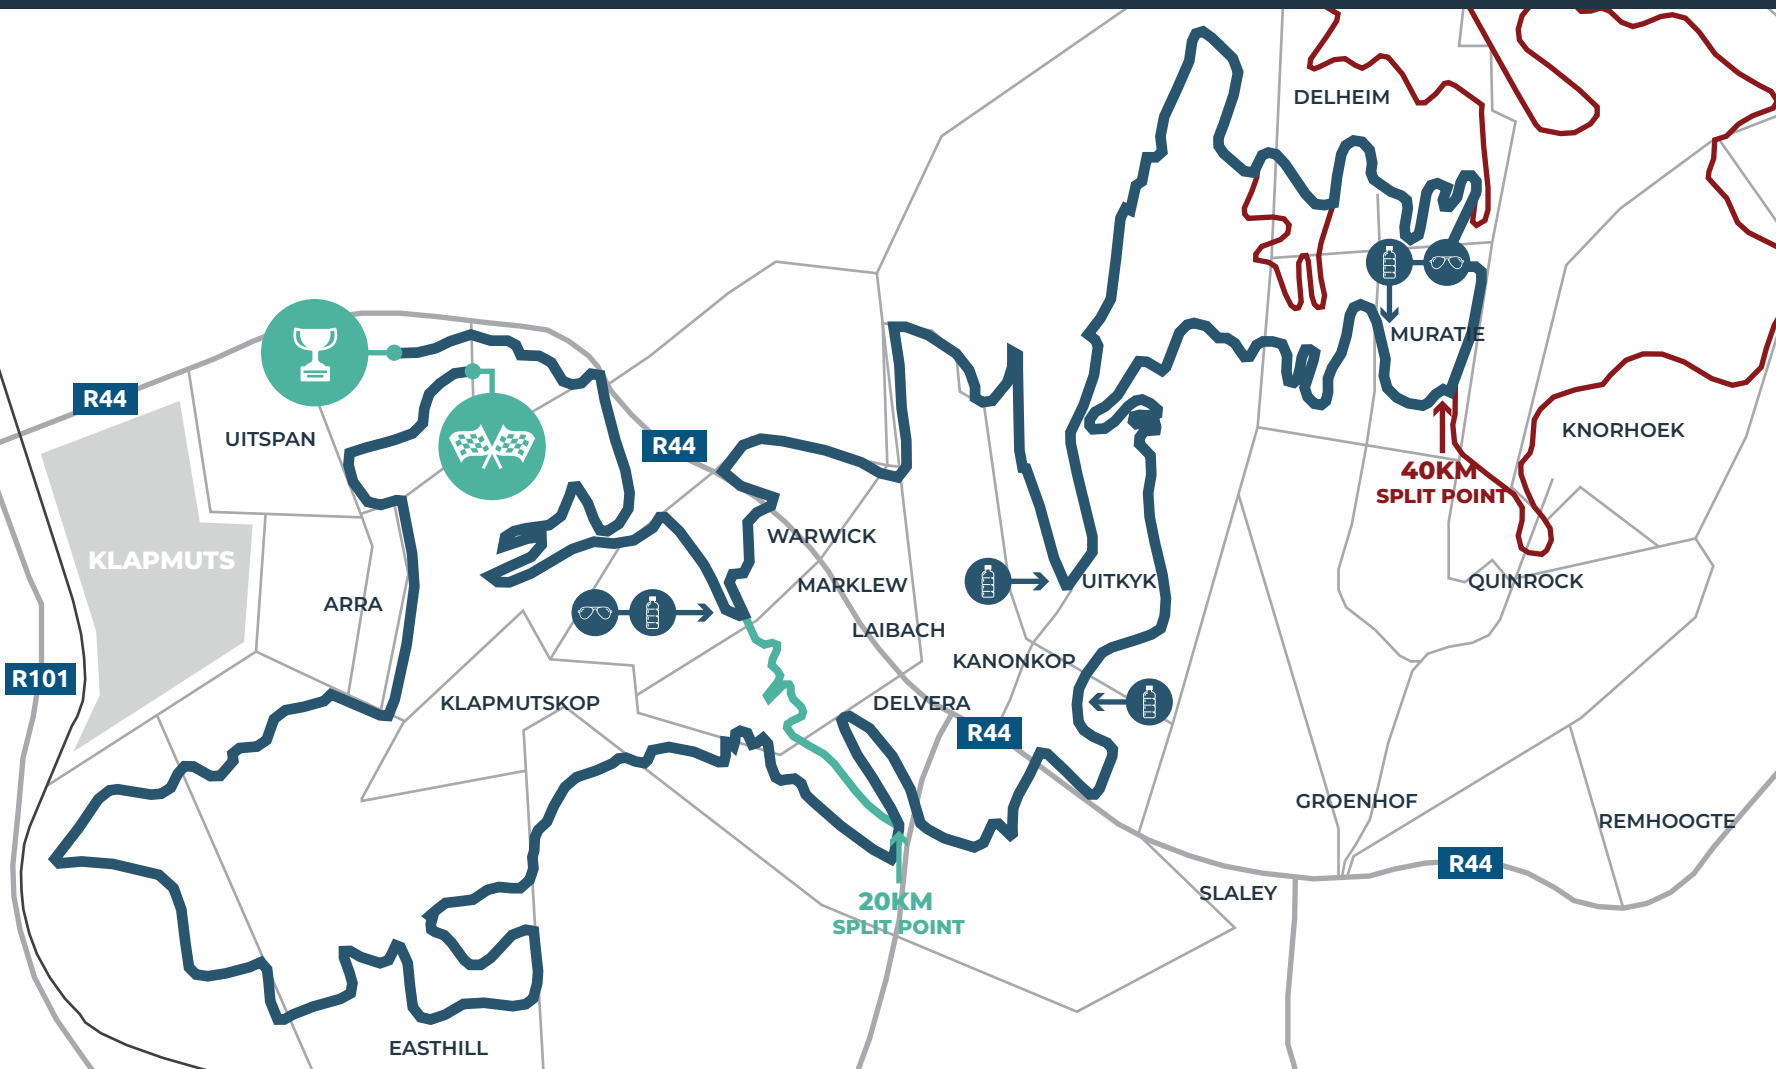 DELHEIM
MURATIE
R44
UITSPAN
R44
KNORHOEK
40KM
SPLIT POINT
WARWICK
KLAPMUTS
MARKLEW
UITKYK
QUINROCK
ARRA
LAIBACH
KANONKOP
R101
KLAPMUTSKOP
DELVERA
R44
GROENHOF
REMHOOGTE
R44
SLALEY
20KM
SPLIT POINT
EASTHILL